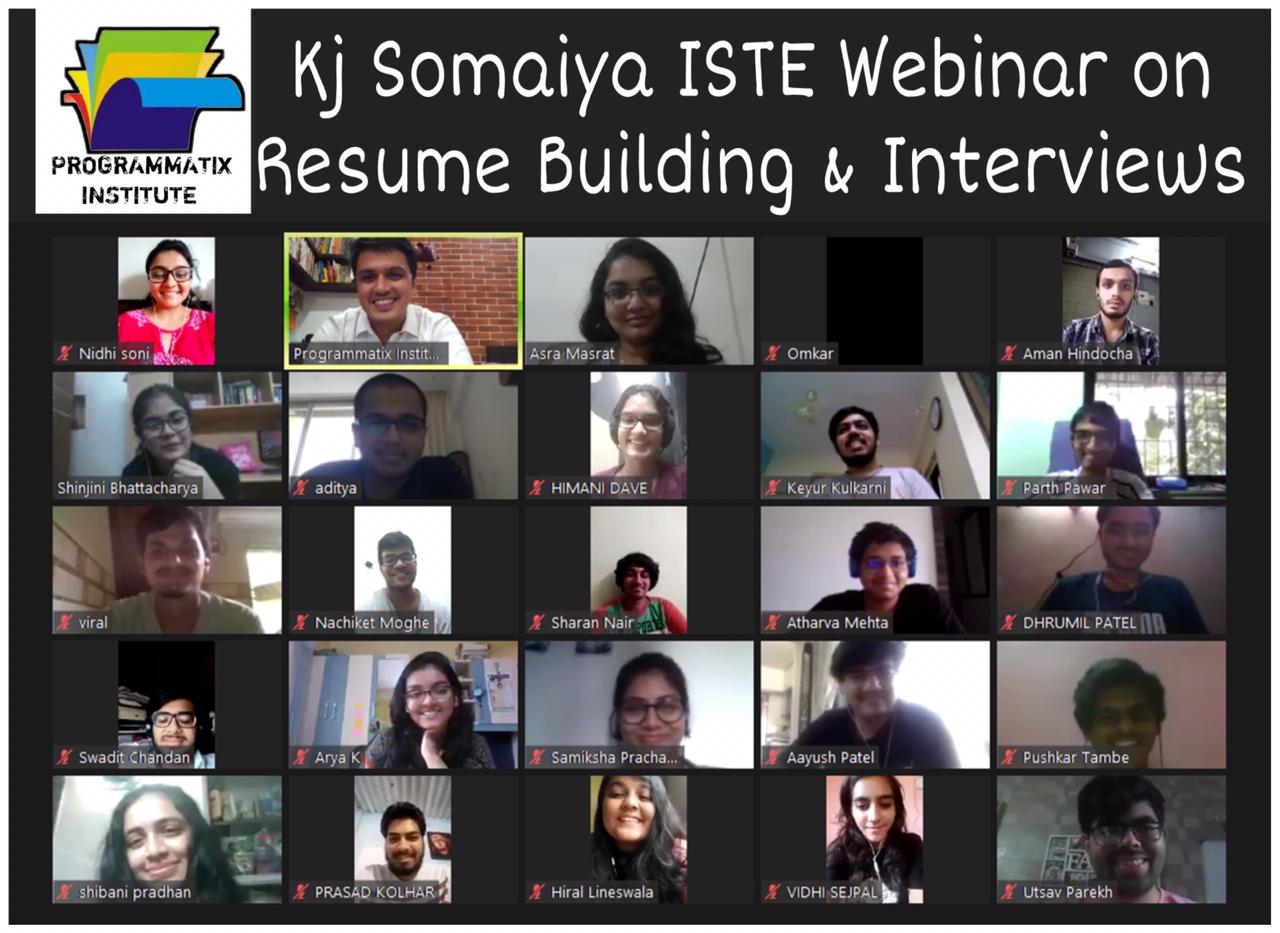 Kj Somaiya ISTE Webinar on
Resume Building & Interviews
PROGRAMMATIX
INSTITUTE
Nidhi soni
Programmatix Instit...
Asra Masrat
Omkar
Aman Hindocha
Shinjini Bhattacharya
aditya
HIMANI DAVE
Keyur Kulkarni
Parth Pawar
viral
Nachiket Moghe
Sharan Nair
Atharva Mehta
DHRUMIL PATEL
Swadit Chandan
Arya K
Samiksha Pracha...
Aayush Patel
Pushkar Tambe
shibani pradhan
PRASAD KOLHAR
Hiral Lineswala
VIDHI SEJPAL
Utsav Parekh